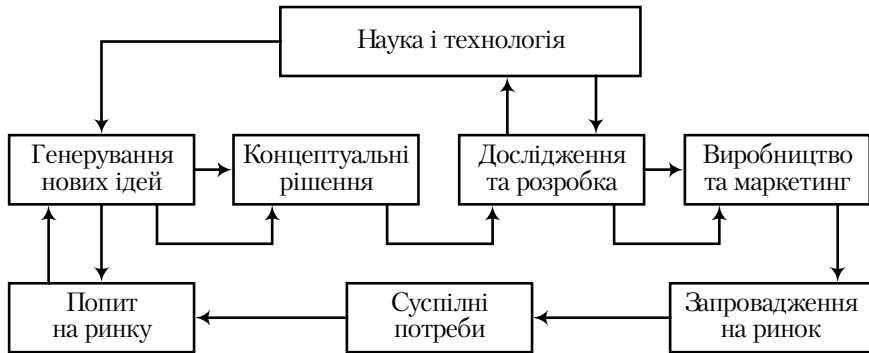 Наука і технологія
Генерування
нових ідей
Концептуальні
рішення
Дослідження
та розробка
Виробництво
та маркетинг
Попит
на ринку
Суспілні
потреби
Запровадження
на ринок